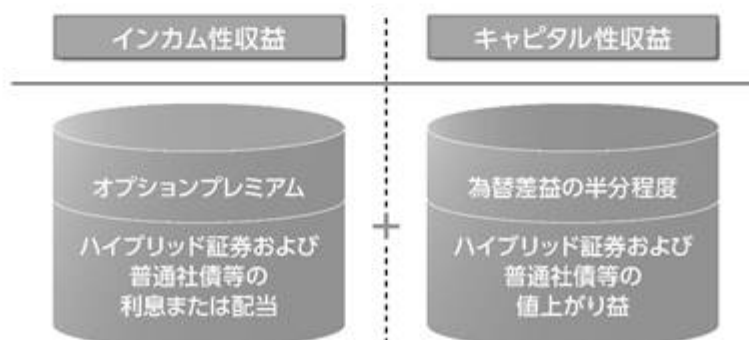 インカム性収益
キャピタル性収益
オプションプレミアム
ハイブリッド証券および
普通社債等の
利息または配当
+
為替差益の半分程度
ハイブリッド証券および
普通社債等の
値上がり益